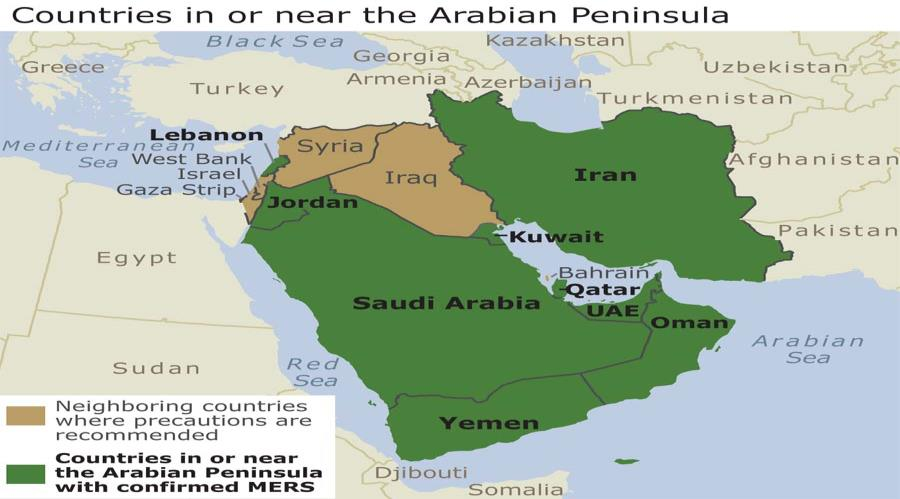 Countries in or near the Arabian Peninsula
Black Sea
Kazakhstan
Georgia
Greece
Uzbekistan
Armenia
Azerbaijan
Turkey
Turkmenistan
Lebanon
Mediterranean
Sea
Syria
West Bank
Afghanistan
Israel
Iraq
Iran
Gaza Strip
Jordan
Pakistan
Kuwait
Egypt
Bahrain
Qatar
Saudi Arabia
UAE
Oman
Arabian
Sea
Sudan
Red
Sea
Neighboring countries
where precautions are
recommended
Yemen
Countries in or near
the Arabian Peninsula
with confirmed MERS
Djibouti
Somalia